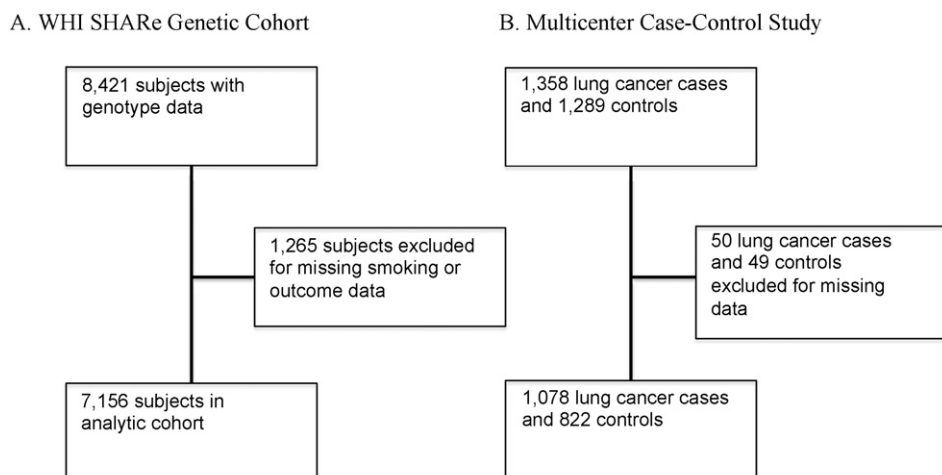 A. WHI SHARe Genetic Cohort
8,421 subjects with
genotype data
1,265 subjects excluded
for missing smoking or
outcome data
7,156 subjects in
analytic cohort
B. Multicenter Case-Control Study
1,358 lung cancer cases
and 1,289 controls
50 lung cancer cases
and 49 controls
excluded for missing
data
1,078 lung cancer cases
and 822 controls